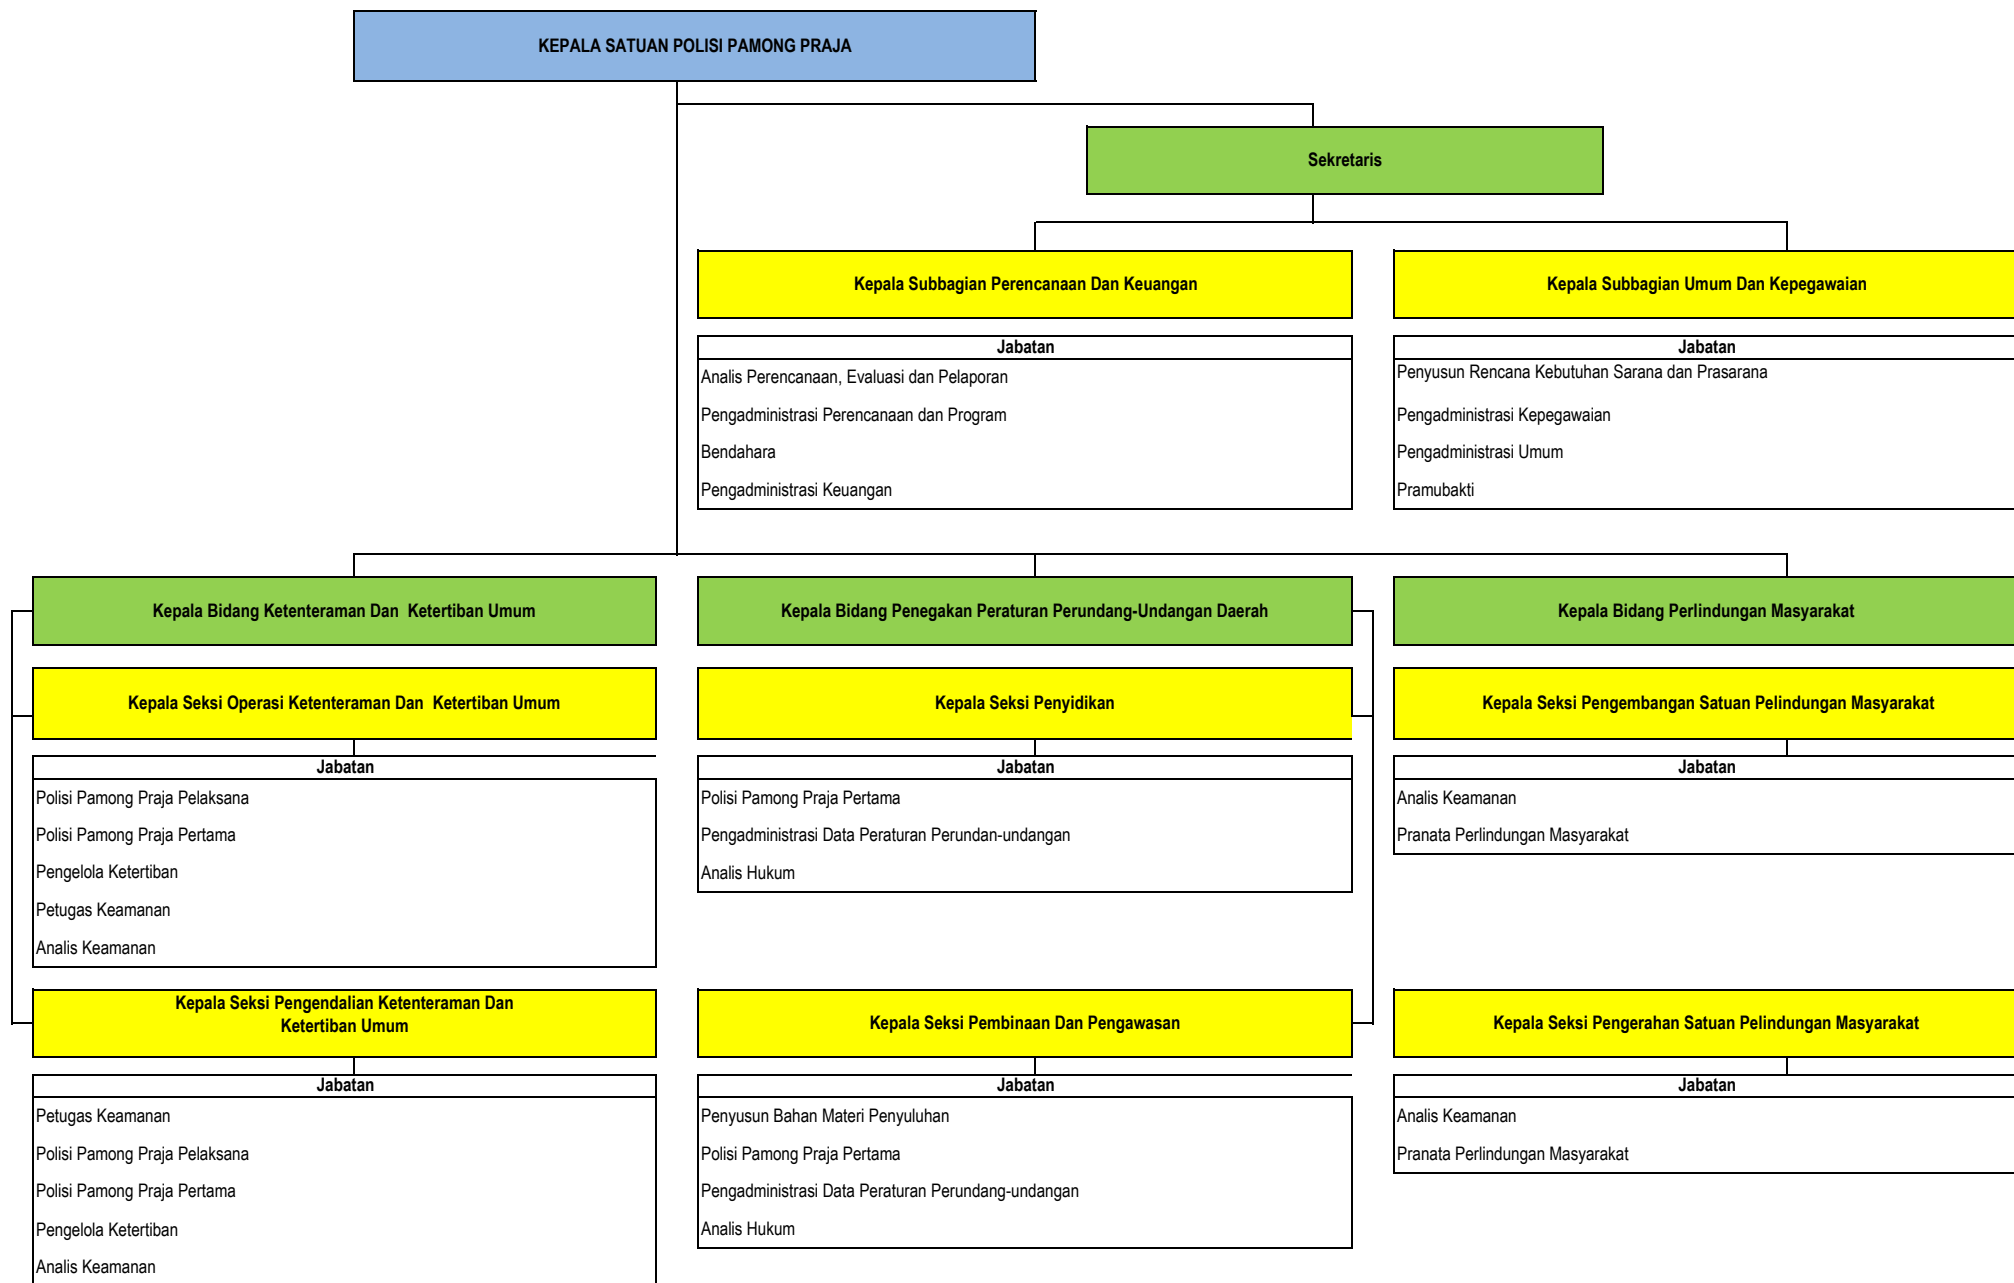 KEPALA SATUAN POLISI PAMONG PRAJA
Sekretaris
Kepala Subbagian Perencanaan Dan Keuangan
Jabatan
Analis Perencanaan, Evaluasi dan Pelaporan
Pengadministrasi Perencanaan dan Program
Bendahara
Pengadministrasi Keuangan
Kepala Subbagian Umum Dan Kepegawaian
Jabatan
Penyusun Rencana Kebutuhan Sarana dan Prasarana
Pengadministrasi Kepegawaian
Pengadministrasi Umum
Pramubakti
Kepala Bidang Ketenteraman Dan  Ketertiban Umum
Kepala Seksi Operasi Ketenteraman Dan  Ketertiban Umum
Jabatan
Polisi Pamong Praja Pelaksana
Polisi Pamong Praja Pertama
Pengelola Ketertiban
Petugas Keamanan
Analis Keamanan
Kepala Seksi Pengendalian Ketenteraman Dan
Ketertiban Umum
Jabatan
Petugas Keamanan
Polisi Pamong Praja Pelaksana
Polisi Pamong Praja Pertama
Pengelola Ketertiban
Analis Keamanan
Kepala Bidang Penegakan Peraturan Perundang-Undangan Daerah
Kepala Seksi Penyidikan
Jabatan
Polisi Pamong Praja Pertama
Pengadministrasi Data Peraturan Perundan-undangan
Analis Hukum
Kepala Seksi Pembinaan Dan Pengawasan
Jabatan
Penyusun Bahan Materi Penyuluhan
Polisi Pamong Praja Pertama
Pengadministrasi Data Peraturan Perundang-undangan
Analis Hukum
Kepala Bidang Perlindungan Masyarakat
Kepala Seksi Pengembangan Satuan Pelindungan Masyarakat
Jabatan
Analis Keamanan
Pranata Perlindungan Masyarakat
Kepala Seksi Pengerahan Satuan Pelindungan Masyarakat
Jabatan
Analis Keamanan
Pranata Perlindungan Masyarakat